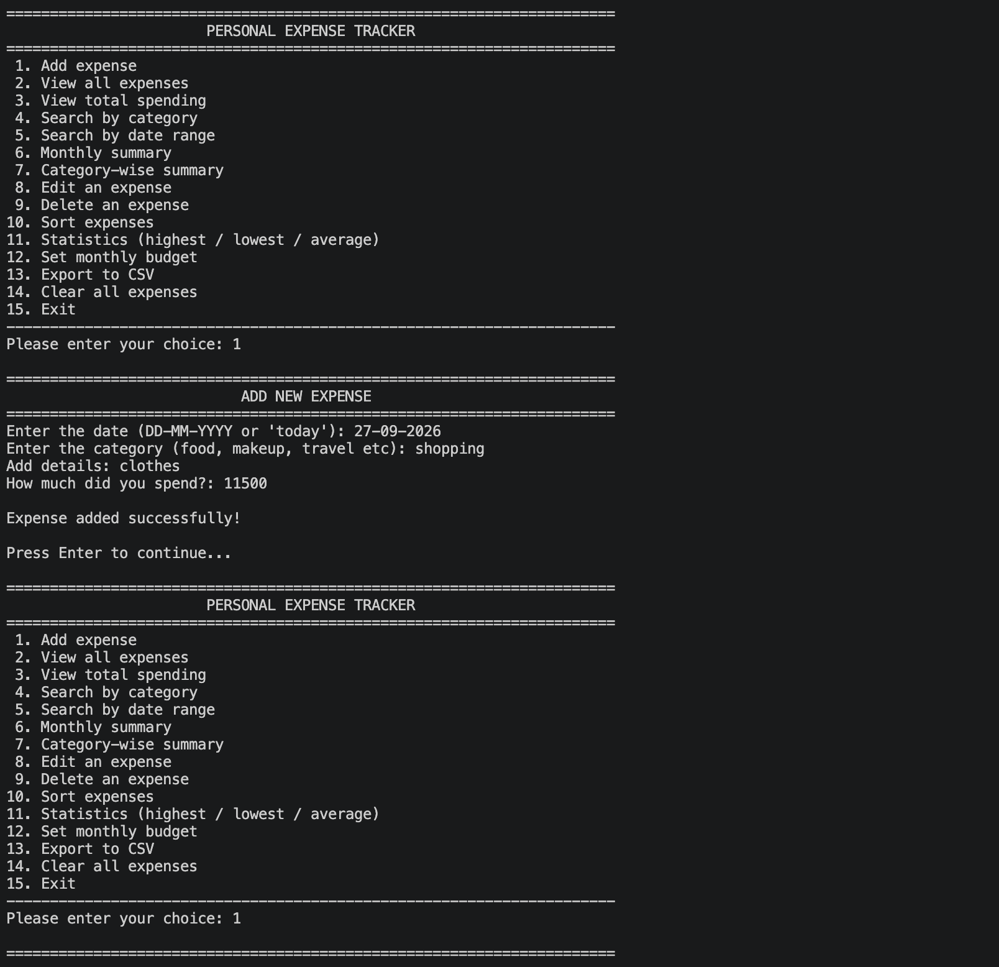 ======================================================================
PERSONAL EXPENSE TRACKER
======================================================================
1. Add expense
2. View all expenses
3. View total spending
4. Search by category
5. Search by date range
6. Monthly summary
7. Category-wise summary
8. Edit an expense
9. Delete an expense
10. Sort expenses
11. Statistics (highest / lowest / average)
12. Set monthly budget
13. Export to CSV
14. Clear all expenses
15. Exit
----------------------------------------------------------------------
Please enter your choice: 1
======================================================================
ADD NEW EXPENSE
======================================================================
Enter the date (DD-MM-YYYY or 'today'): 27-09-2026
Enter the category (food, makeup, travel etc): shopping
Add details: clothes
How much did you spend?: 11500
Expense added successfully!
Press Enter to continue...
======================================================================
PERSONAL EXPENSE TRACKER
======================================================================
1. Add expense
2. View all expenses
3. View total spending
4. Search by category
5. Search by date range
6. Monthly summary
7. Category-wise summary
8. Edit an expense
9. Delete an expense
10. Sort expenses
11. Statistics (highest / lowest / average)
12. Set monthly budget
13. Export to CSV
14. Clear all expenses
15. Exit
----------------------------------------------------------------------
Please enter your choice: 1
======================================================================